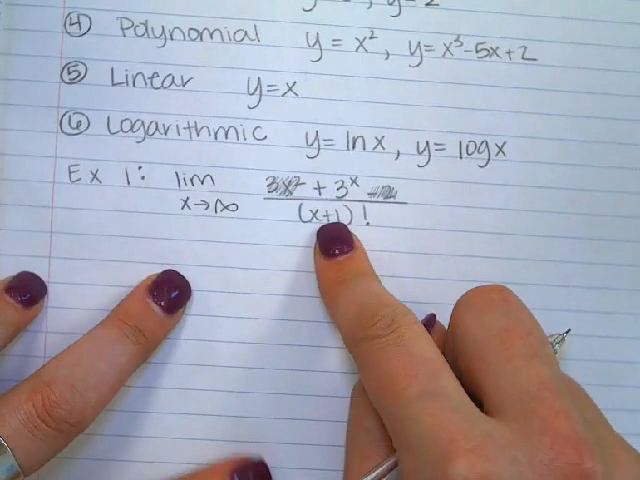 ④ Polynomial y = x², y = x³-5x+2
⑤ Linear y=x
⑥ Logarithmic y= ln x, y= log x
Ex 1: lim x→∞ + 3ˣ
(x+1)!